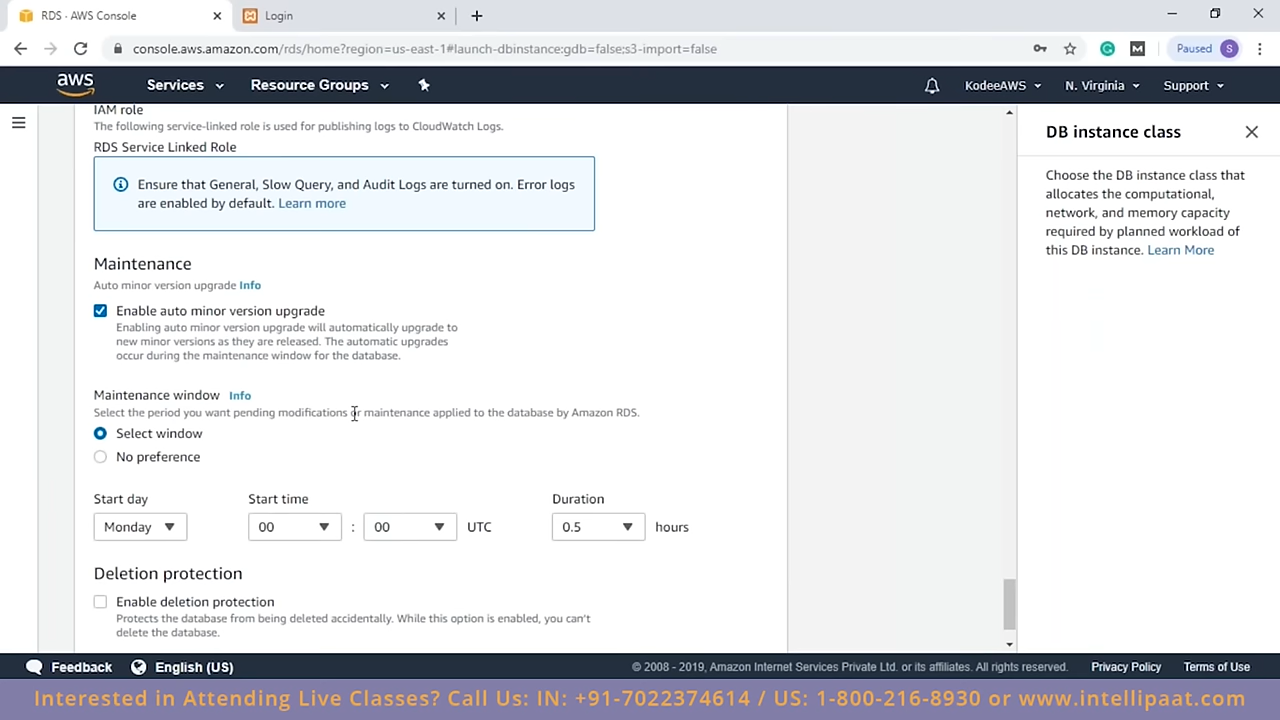 RDS · AWS Console
Login
console.aws.amazon.com/rds/home?region=us-east-1#launch-dbinstance:gdb=false;s3-import=false
Paused S
aws
Services
Resource Groups
KodeeAWS
N. Virginia
Support
IAM role
The following service-linked role is used for publishing logs to CloudWatch Logs.
RDS Service Linked Role
Ensure that General, Slow Query, and Audit Logs are turned on. Error logs
are enabled by default. Learn more
Maintenance
Auto minor version upgrade Info
Enable auto minor version upgrade
Enabling auto minor version upgrade will automatically upgrade to
new minor versions as they are released. The automatic upgrades
occur during the maintenance window for the database.
Maintenance window Info
Select the period you want pending modifications or maintenance applied to the database by Amazon RDS.
Select window
No preference
Start day
Start time
Duration
Monday
00 : 00 UTC
0.5 hours
Deletion protection
Enable deletion protection
Protects the database from being deleted accidentally. While this option is enabled, you can't
delete the database.
DB instance class
Choose the DB instance class that
allocates the computational,
network, and memory capacity
required by planned workload of
this DB instance. Learn More
Feedback
English (US)
© 2008 - 2019, Amazon Internet Services Private Ltd. or its affiliates. All rights reserved.
Privacy Policy
Terms of Use
Interested in Attending Live Classes? Call Us: IN: +91-7022374614 / US: 1-800-216-8930 or www.intellipaat.com